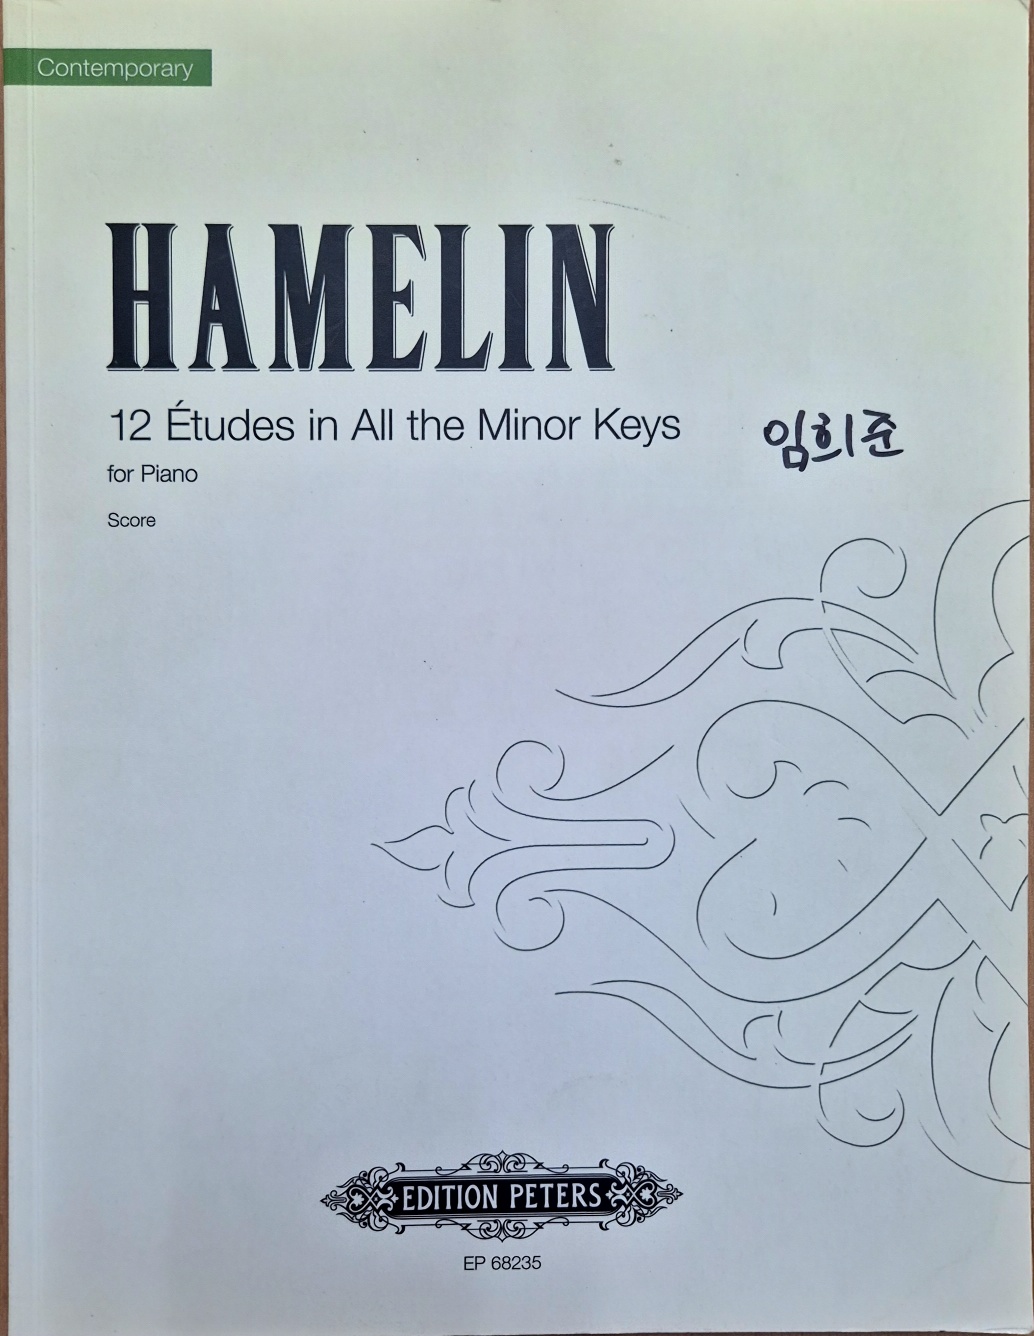 Contemporary
HAMELIN
12 Études in All the Minor Keys
임희준
for Piano
Score
EDITION PETERS
EP 68235